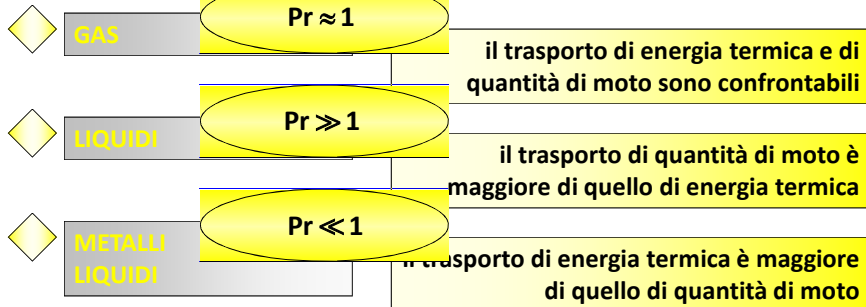 GAS
Pr ≈ 1
il trasporto di energia termica e di
quantità di moto sono confrontabili
LIQUIDI
Pr ≫ 1
il trasporto di quantità di moto è
maggiore di quello di energia termica
METALLI
LIQUIDI
Pr ≪ 1
il trasporto di energia termica è maggiore
di quello di quantità di moto